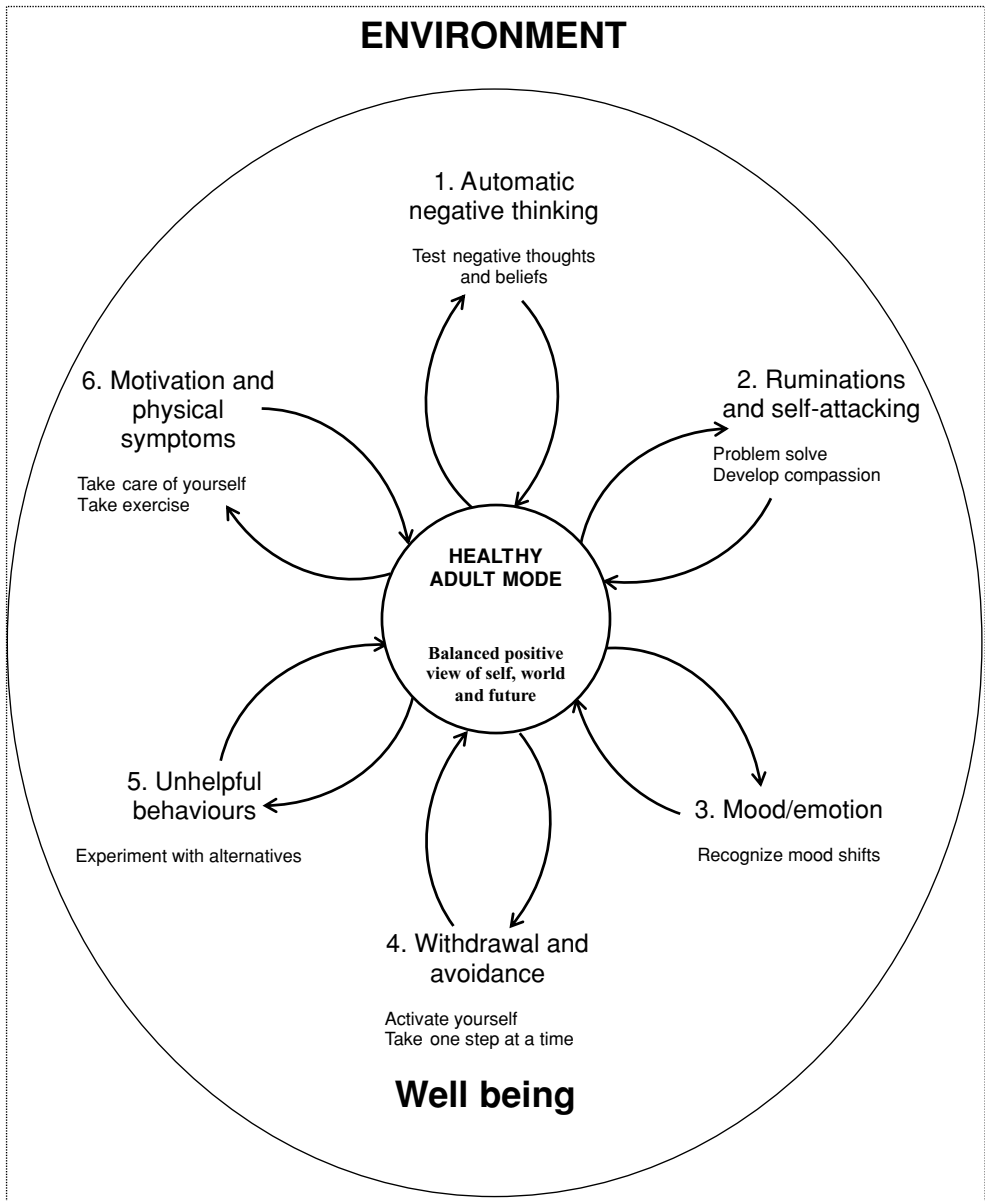 ENVIRONMENT
1. Automatic
negative thinking
Test negative thoughts
and beliefs
2. Ruminations
and self-attacking
Problem solve
Develop compassion
3. Mood/emotion
Recognize mood shifts
4. Withdrawal and
avoidance
Activate yourself
Take one step at a time
5. Unhelpful
behaviours
Experiment with alternatives
6. Motivation and
physical
symptoms
Take care of yourself
Take exercise
HEALTHY
ADULT MODE
Balanced positive
view of self, world
and future
Well being